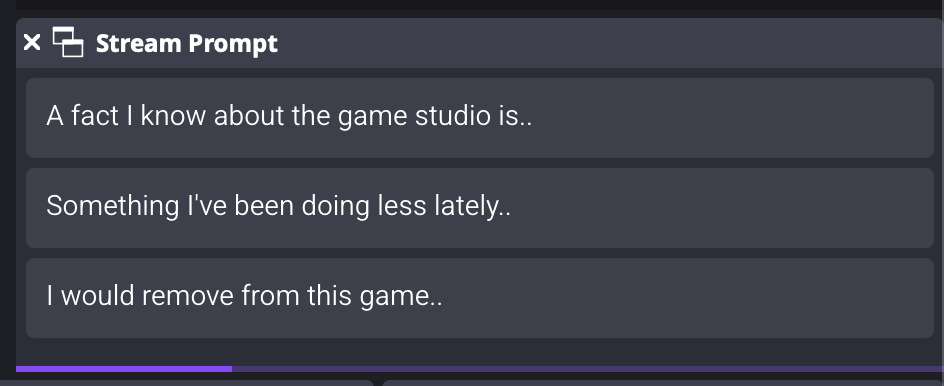 Stream Prompt
A fact I know about the game studio is..
Something I've been doing less lately..
I would remove from this game..